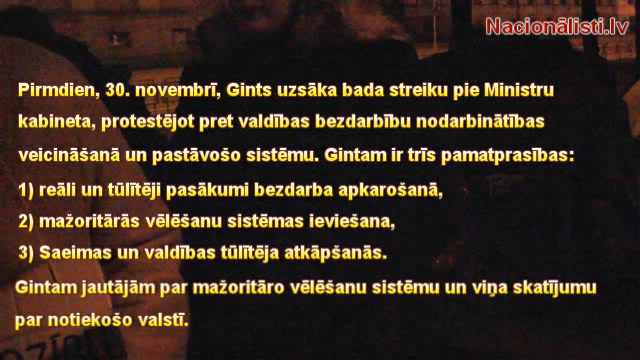 Nacionālisti.lv
Pirmdien, 30. novembrī, Gints uzsāka bada streiku pie Ministru
kabineta, protestējot pret valdības bezdarbību nodarbinātības
veicināšanā un pastāvošo sistēmu. Gintam ir trīs pamatprasības:
1) reāli un tūlītēji pasākumi bezdarba apkarošanā,
2) mažoritārās vēlēšanu sistēmas ieviešana,
3) Saeimas un valdības tūlītēja atkāpšanās.
Gintam jautājām par mažoritāro vēlēšanu sistēmu un viņa skatījumu
par notiekošo valstī.